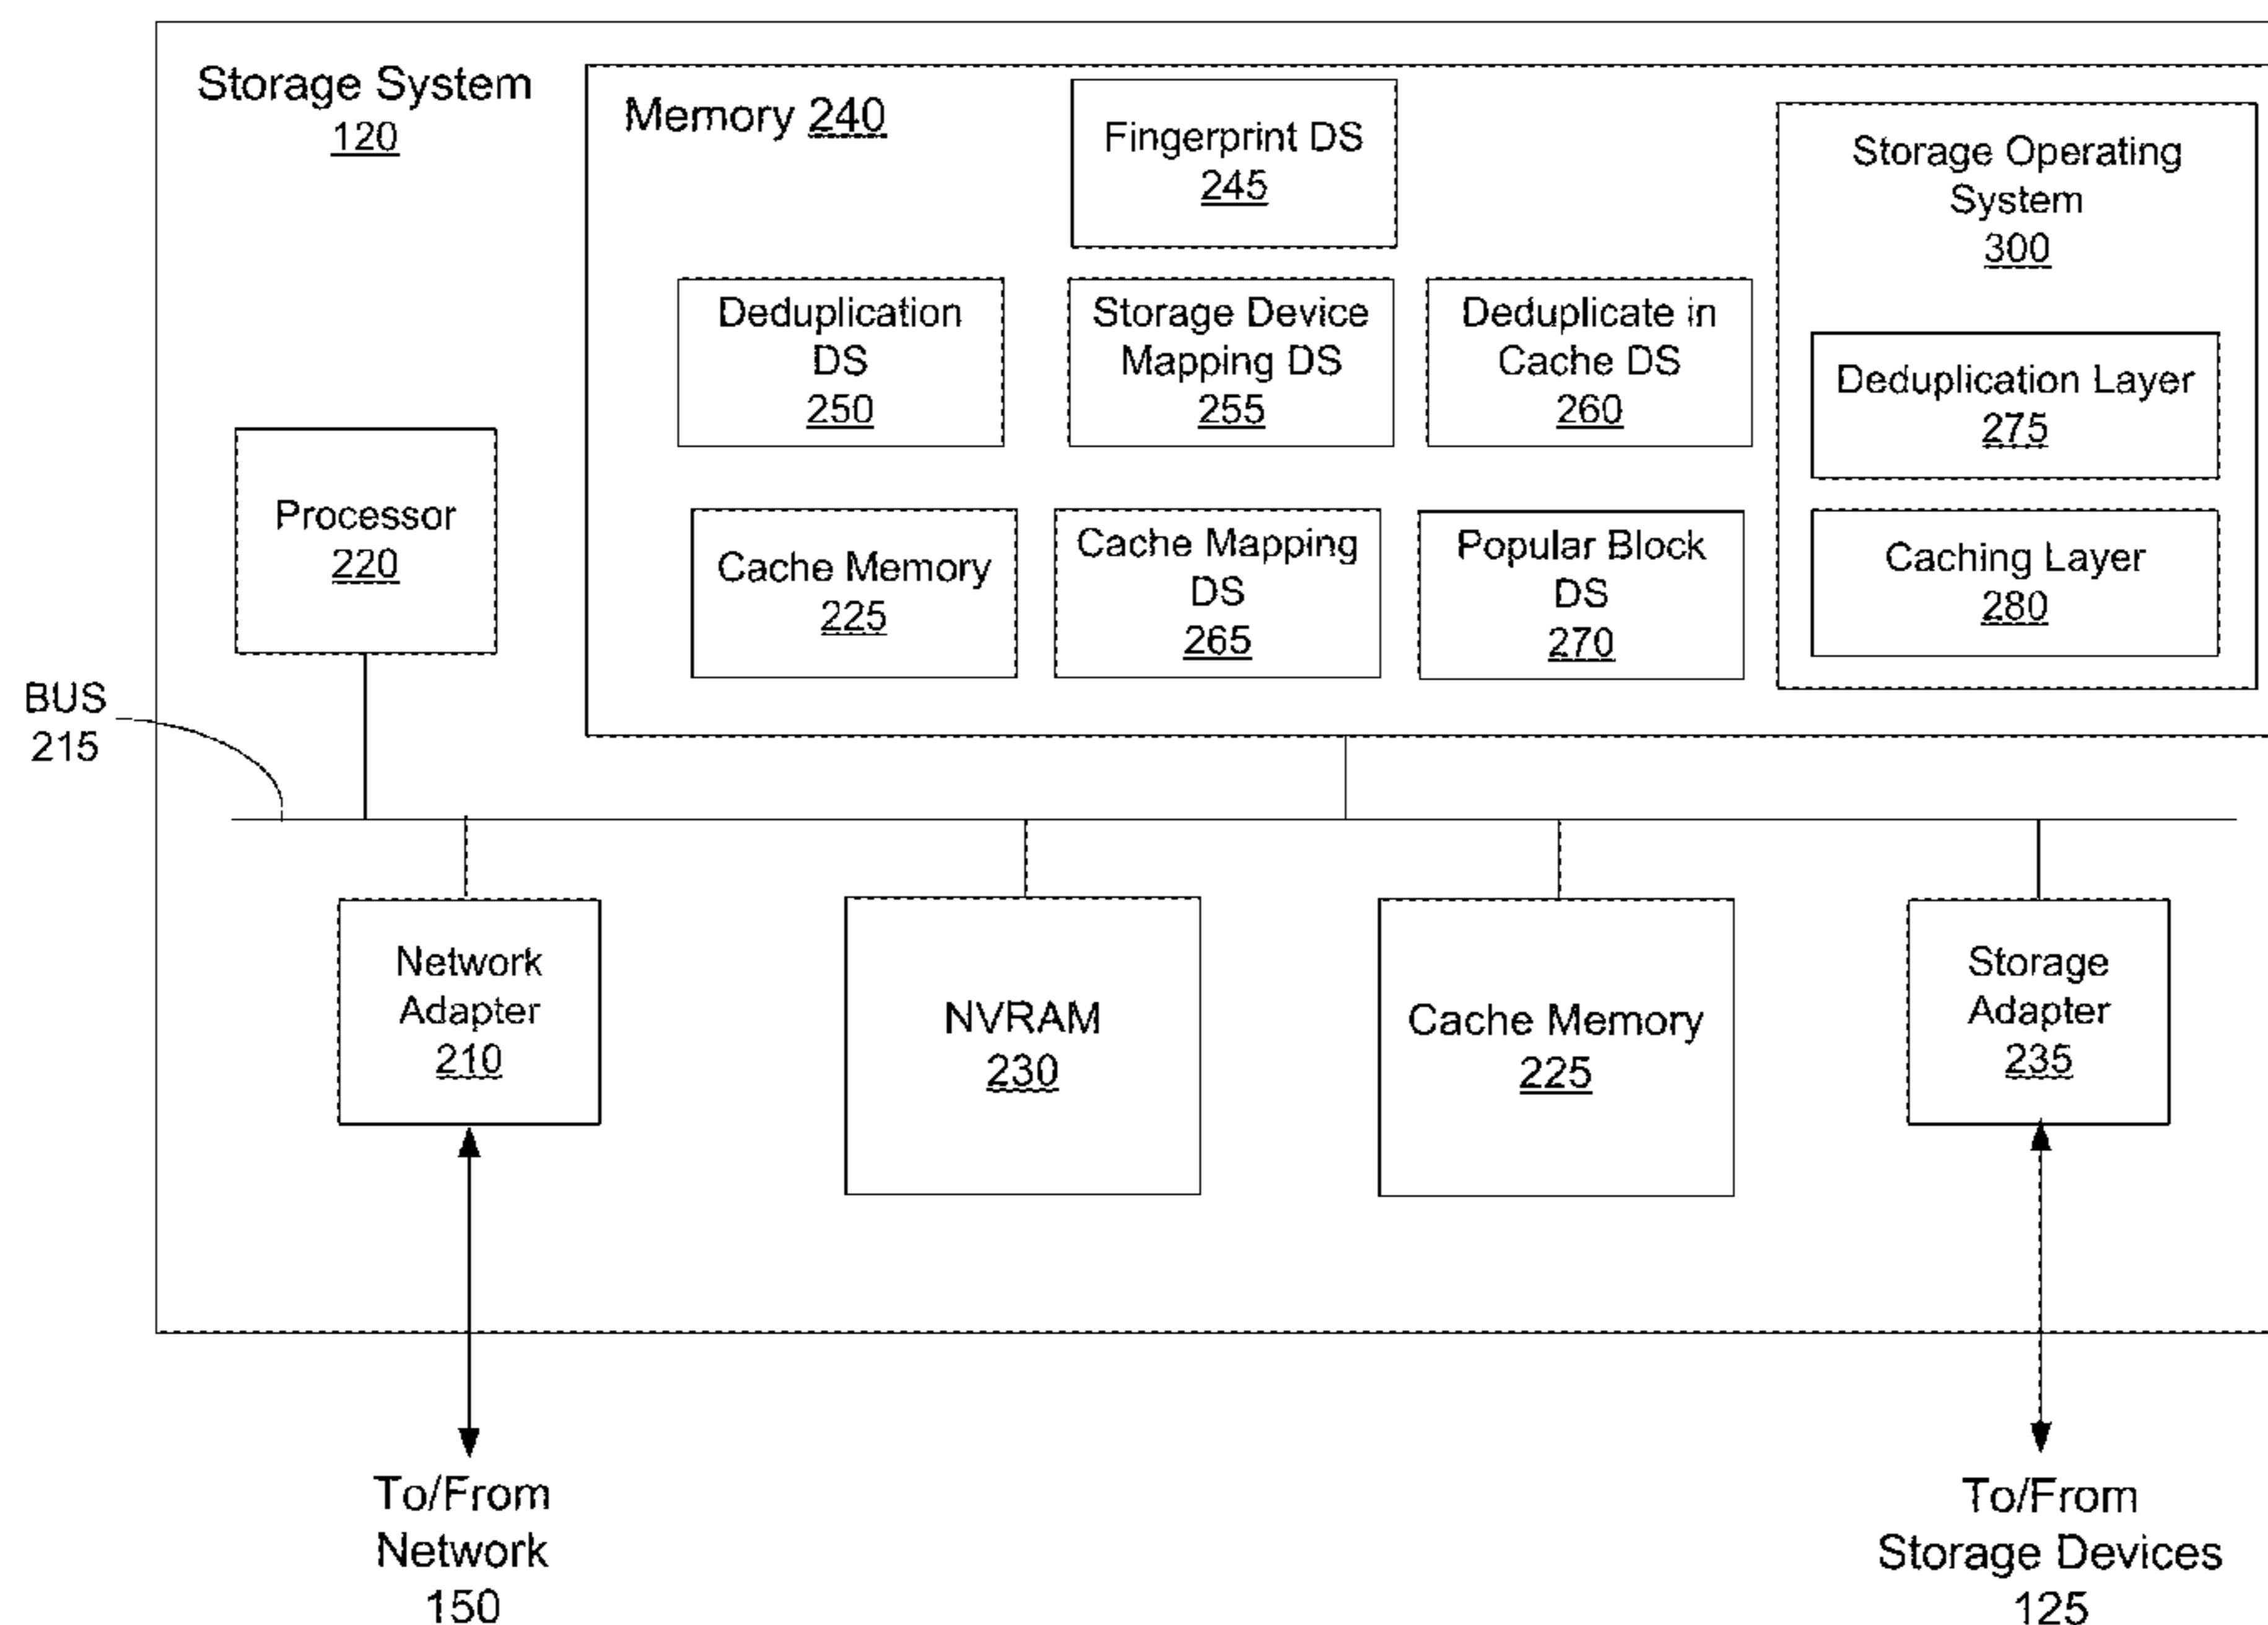 Storage System
120
Memory 240
Fingerprint DS
245
Storage Operating
System
300
Deduplication
DS
250
Storage Device
Mapping DS
255
Deduplicate in
Cache DS
260
Deduplication Layer
275
Processor
220
Cache Memory
225
Cache Mapping
DS
265
Popular Block
DS
270
Caching Layer
280
BUS
215
Network
Adapter
210
NVRAM
230
Cache Memory
225
Storage
Adapter
235
To/From
Network
150
To/From
Storage Devices
125